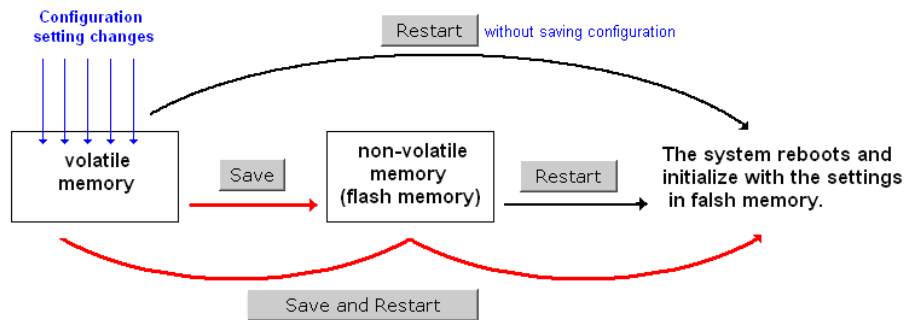 Configuration
setting changes
Restart
without saving configuration
volatile
memory
Save
non-volatile
memory
(flash memory)
Restart
The system reboots and
initialize with the settings
in falsh memory.
Save and Restart